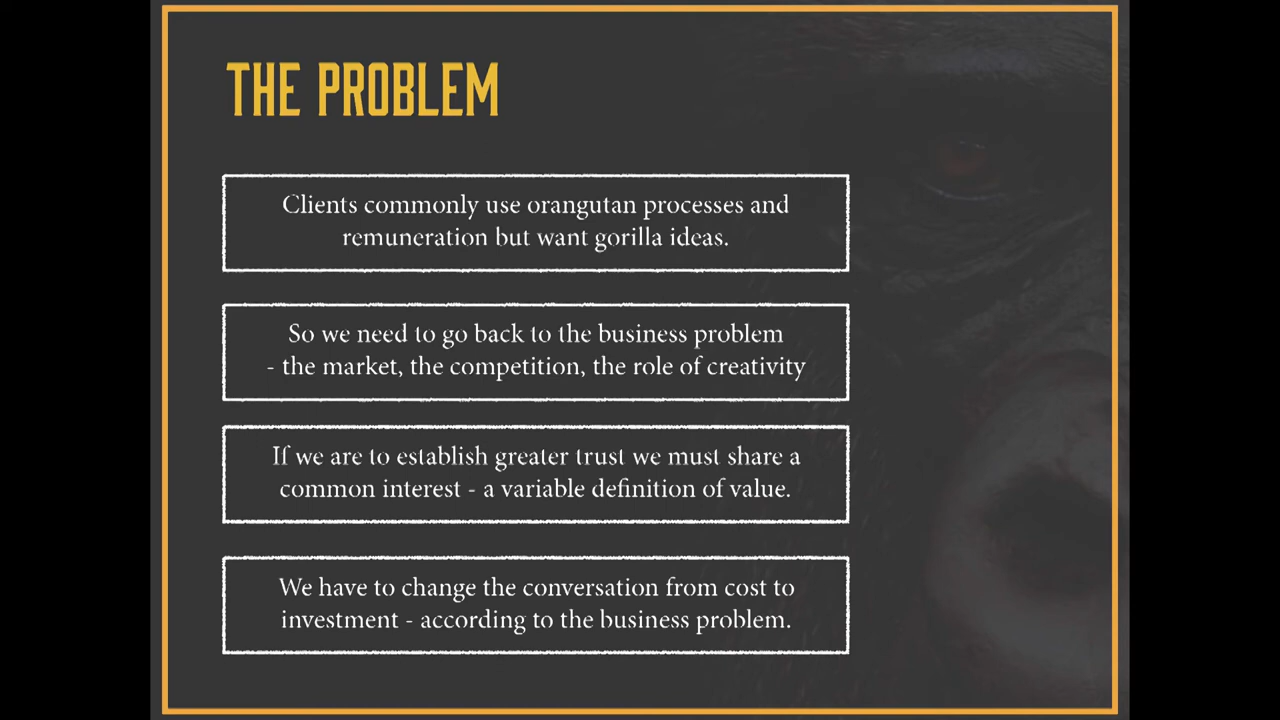 THE PROBLEM
Clients commonly use orangutan processes and
remuneration but want gorilla ideas.
So we need to go back to the business problem
- the market, the competition, the role of creativity
If we are to establish greater trust we must share a
common interest - a variable definition of value.
We have to change the conversation from cost to
investment - according to the business problem.